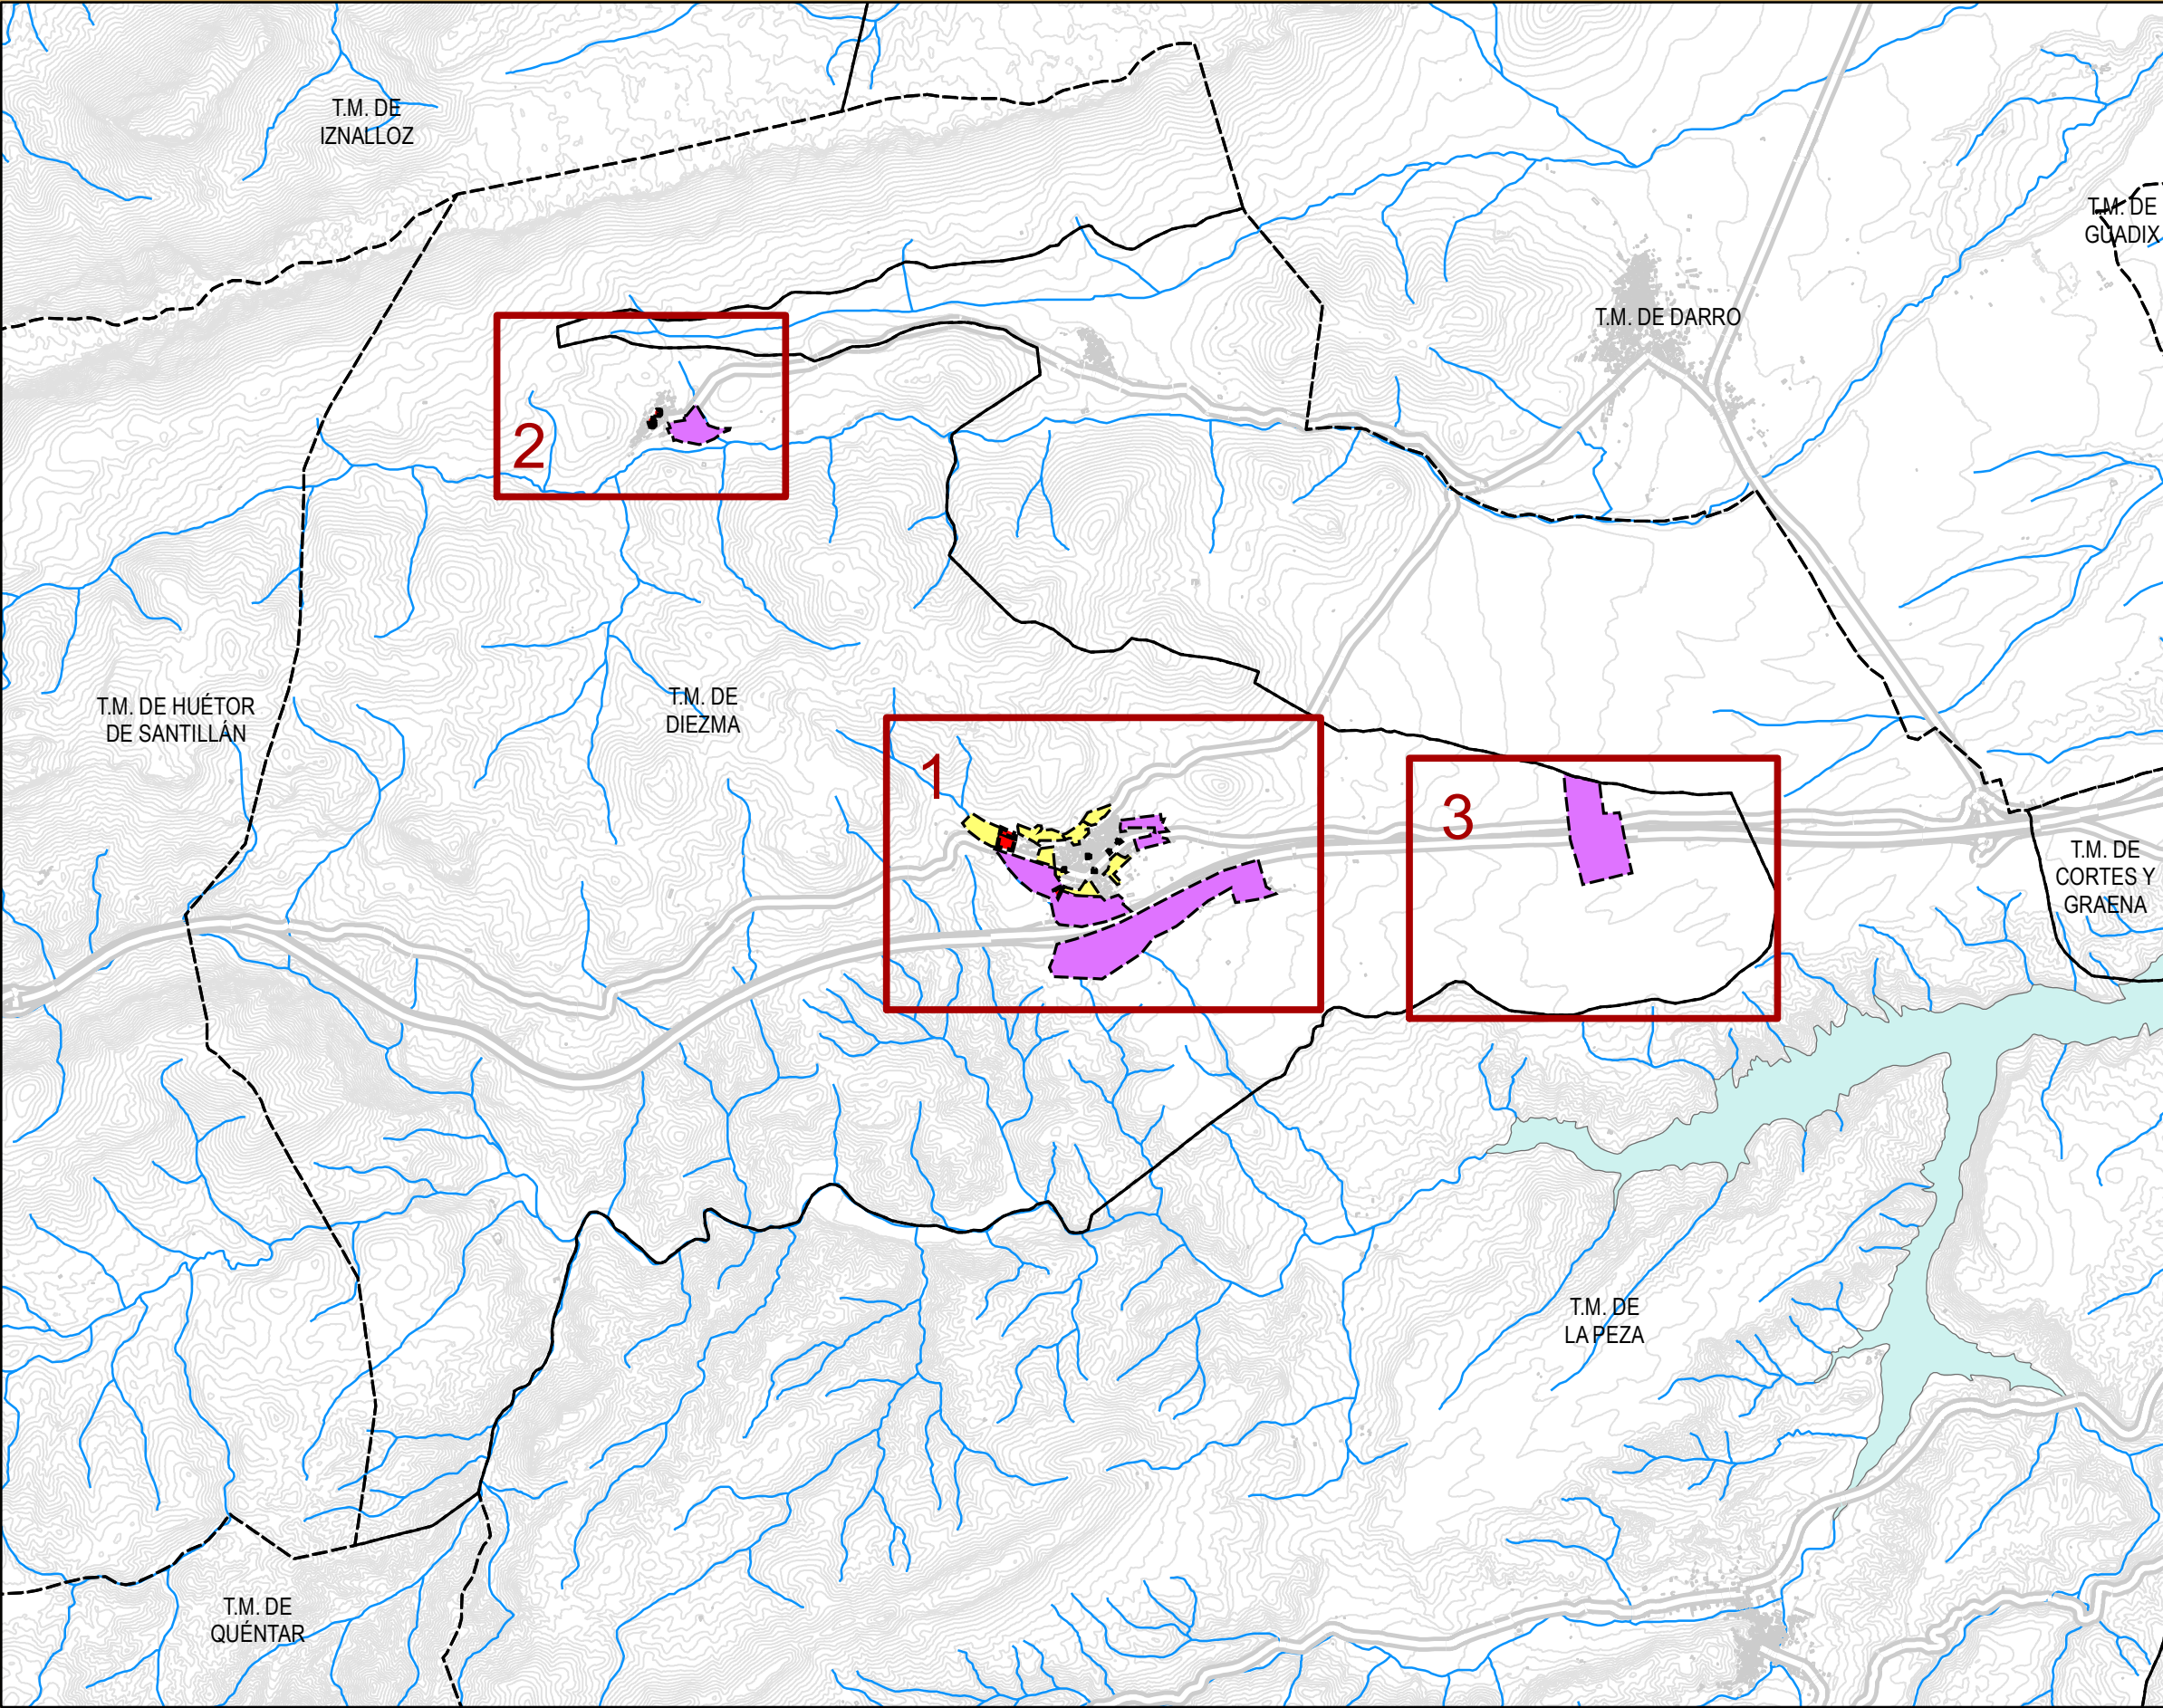 T.M. DE
IZNALLOZ
T.M. DE
GUADIX
T.M. DE DARRO
2
T.M. DE HUÉTOR
DE SANTILLÁN
T.M. DE
DIEZMA
1
3
T.M. DE
CORTES Y
GRAENA
T.M. DE
LA PEZA
T.M. DE
QUÉNTAR